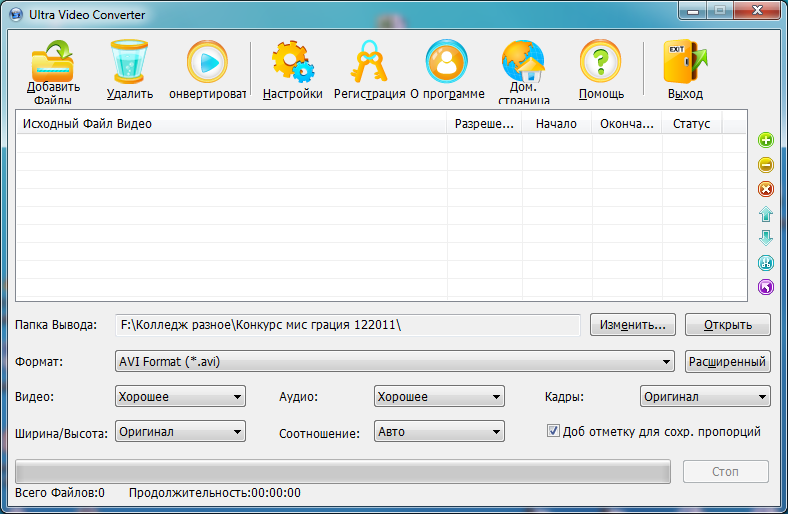 Ultra Video Converter
Добавить Файлы
Удалить
онвертироват
Настройки
Регистрация
О программе
Дом. страница
Помощь
EXIT
Выход
Исходный Файл Видео
Разреше...
Начало
Оконча...
Статус
Папка Вывода:
F:\Колледж разное\Конкурс мис грация 122011\
Изменить...
Открыть
Формат:
AVI Format (*.avi)
Расширенный
Видео:
Хорошее
Аудио:
Хорошее
Кадры:
Оригинал
Ширина/Высота:
Оригинал
Соотношение:
Авто
Доб отметку для сохр. пропорций
Стоп
Всего Файлов:0
Продолжительность:00:00:00